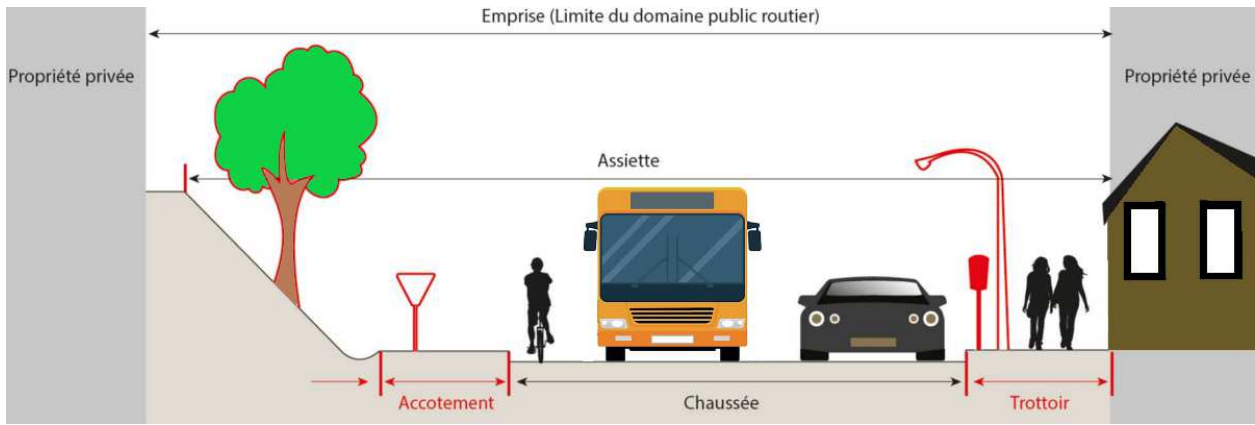 Emprise (Limite du domaine public routier)
Propriété privée
Propriété privée
Assiette
Accotement
Chaussée
Trottoir